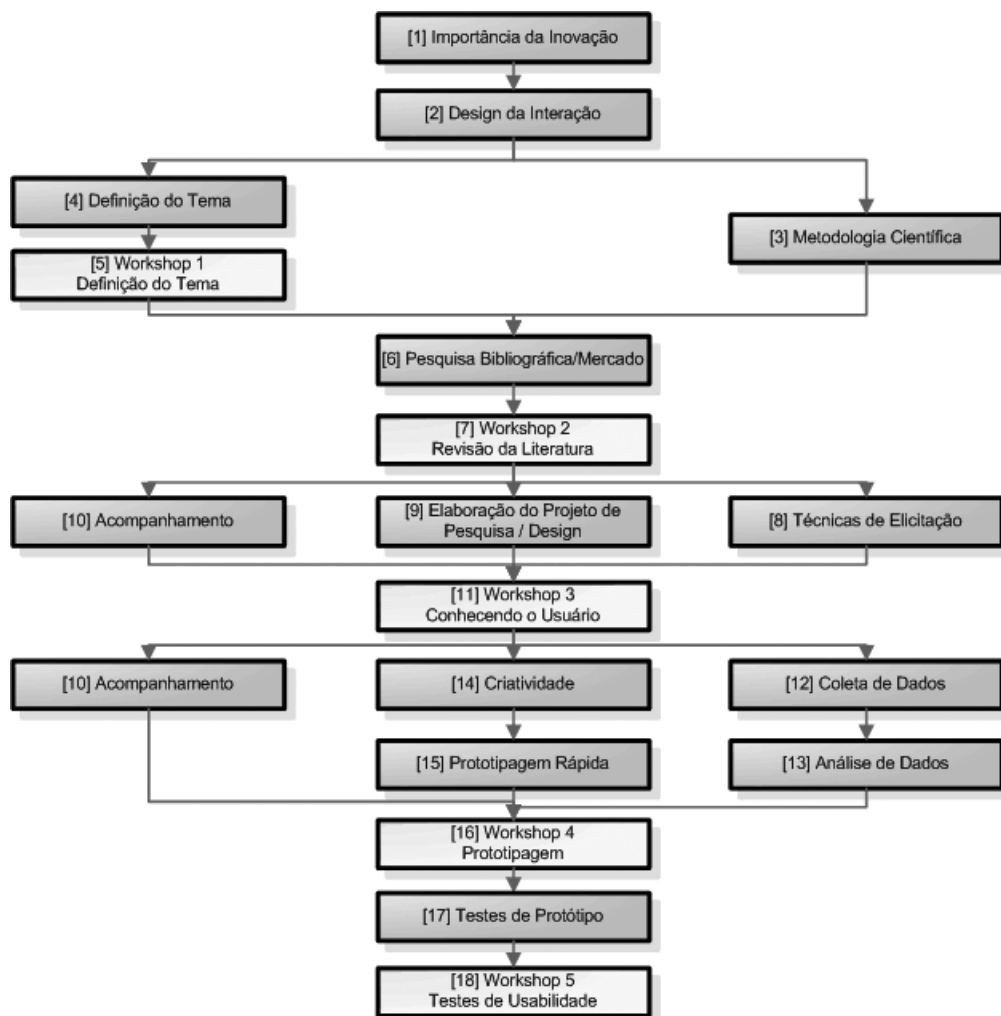 [1] Importância da Inovação
[2] Design da Interação
[4] Definição do Tema
[3] Metodologia Científica
[5] Workshop 1
Definição do Tema
[6] Pesquisa Bibliográfica/Mercado
[7] Workshop 2
Revisão da Literatura
[10] Acompanhamento
[9] Elaboração do Projeto de
Pesquisa / Design
[8] Técnicas de Elicitação
[11] Workshop 3
Conhecendo o Usuário
[10] Acompanhamento
[14] Criatividade
[12] Coleta de Dados
[15] Prototipagem Rápida
[13] Análise de Dados
[16] Workshop 4
Prototipagem
[17] Testes de Protótipo
[18] Workshop 5
Testes de Usabilidade